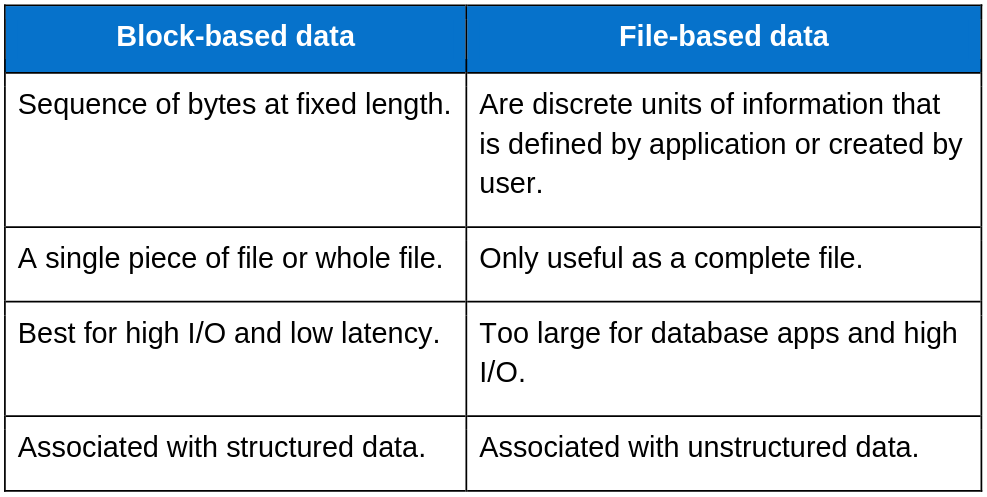 Block-based data
File-based data
Sequence of bytes at fixed length.
Are discrete units of information that
is defined by application or created by
user.
A single piece of file or whole file.
Only useful as a complete file.
Best for high I/O and low latency.
Too large for database apps and high
I/O.
Associated with structured data.
Associated with unstructured data.